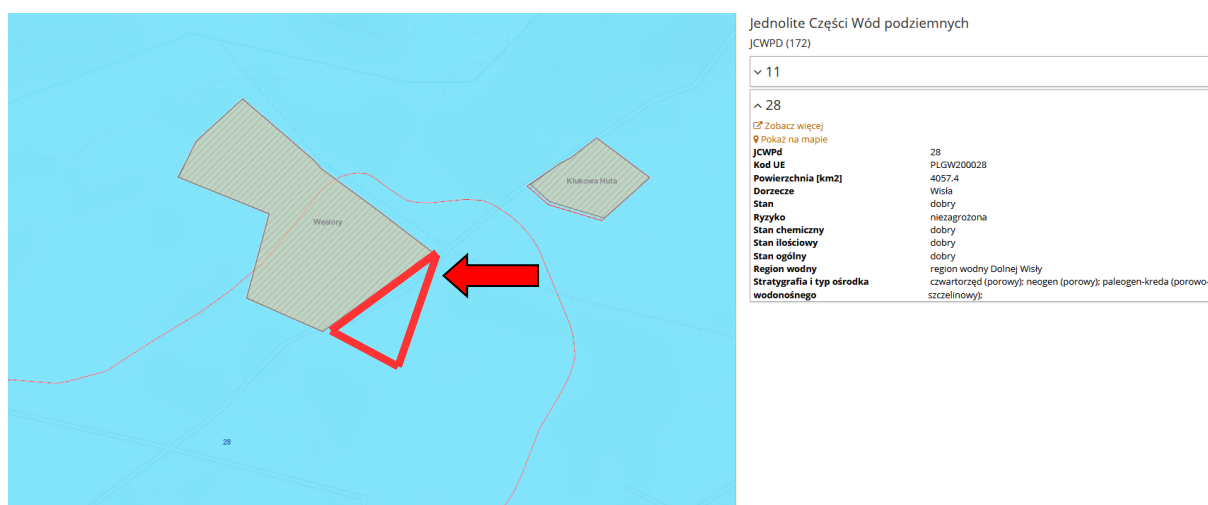 Jednolite Części Wód podziemnych
JCWPD (172)
11
28
Zobacz więcej
Pokaż na mapie
JCWPd 28
Kod UE PLGW200028
Powierzchnia [km2] 4057.4
Dorzecze Wisła
Stan dobry
Ryzyko niezagrożona
Stan chemiczny dobry
Stan ilościowy dobry
Stan ogólny dobry
Region wodny region wodny Dolnej Wisły
Stratygrafia i typ ośrodka czwartorzęd (porowy); neogen (porowy); paleogen-kreda (porowo-
wodonośnego szczelinowy);
Klukowa Huta
Węsiory
28